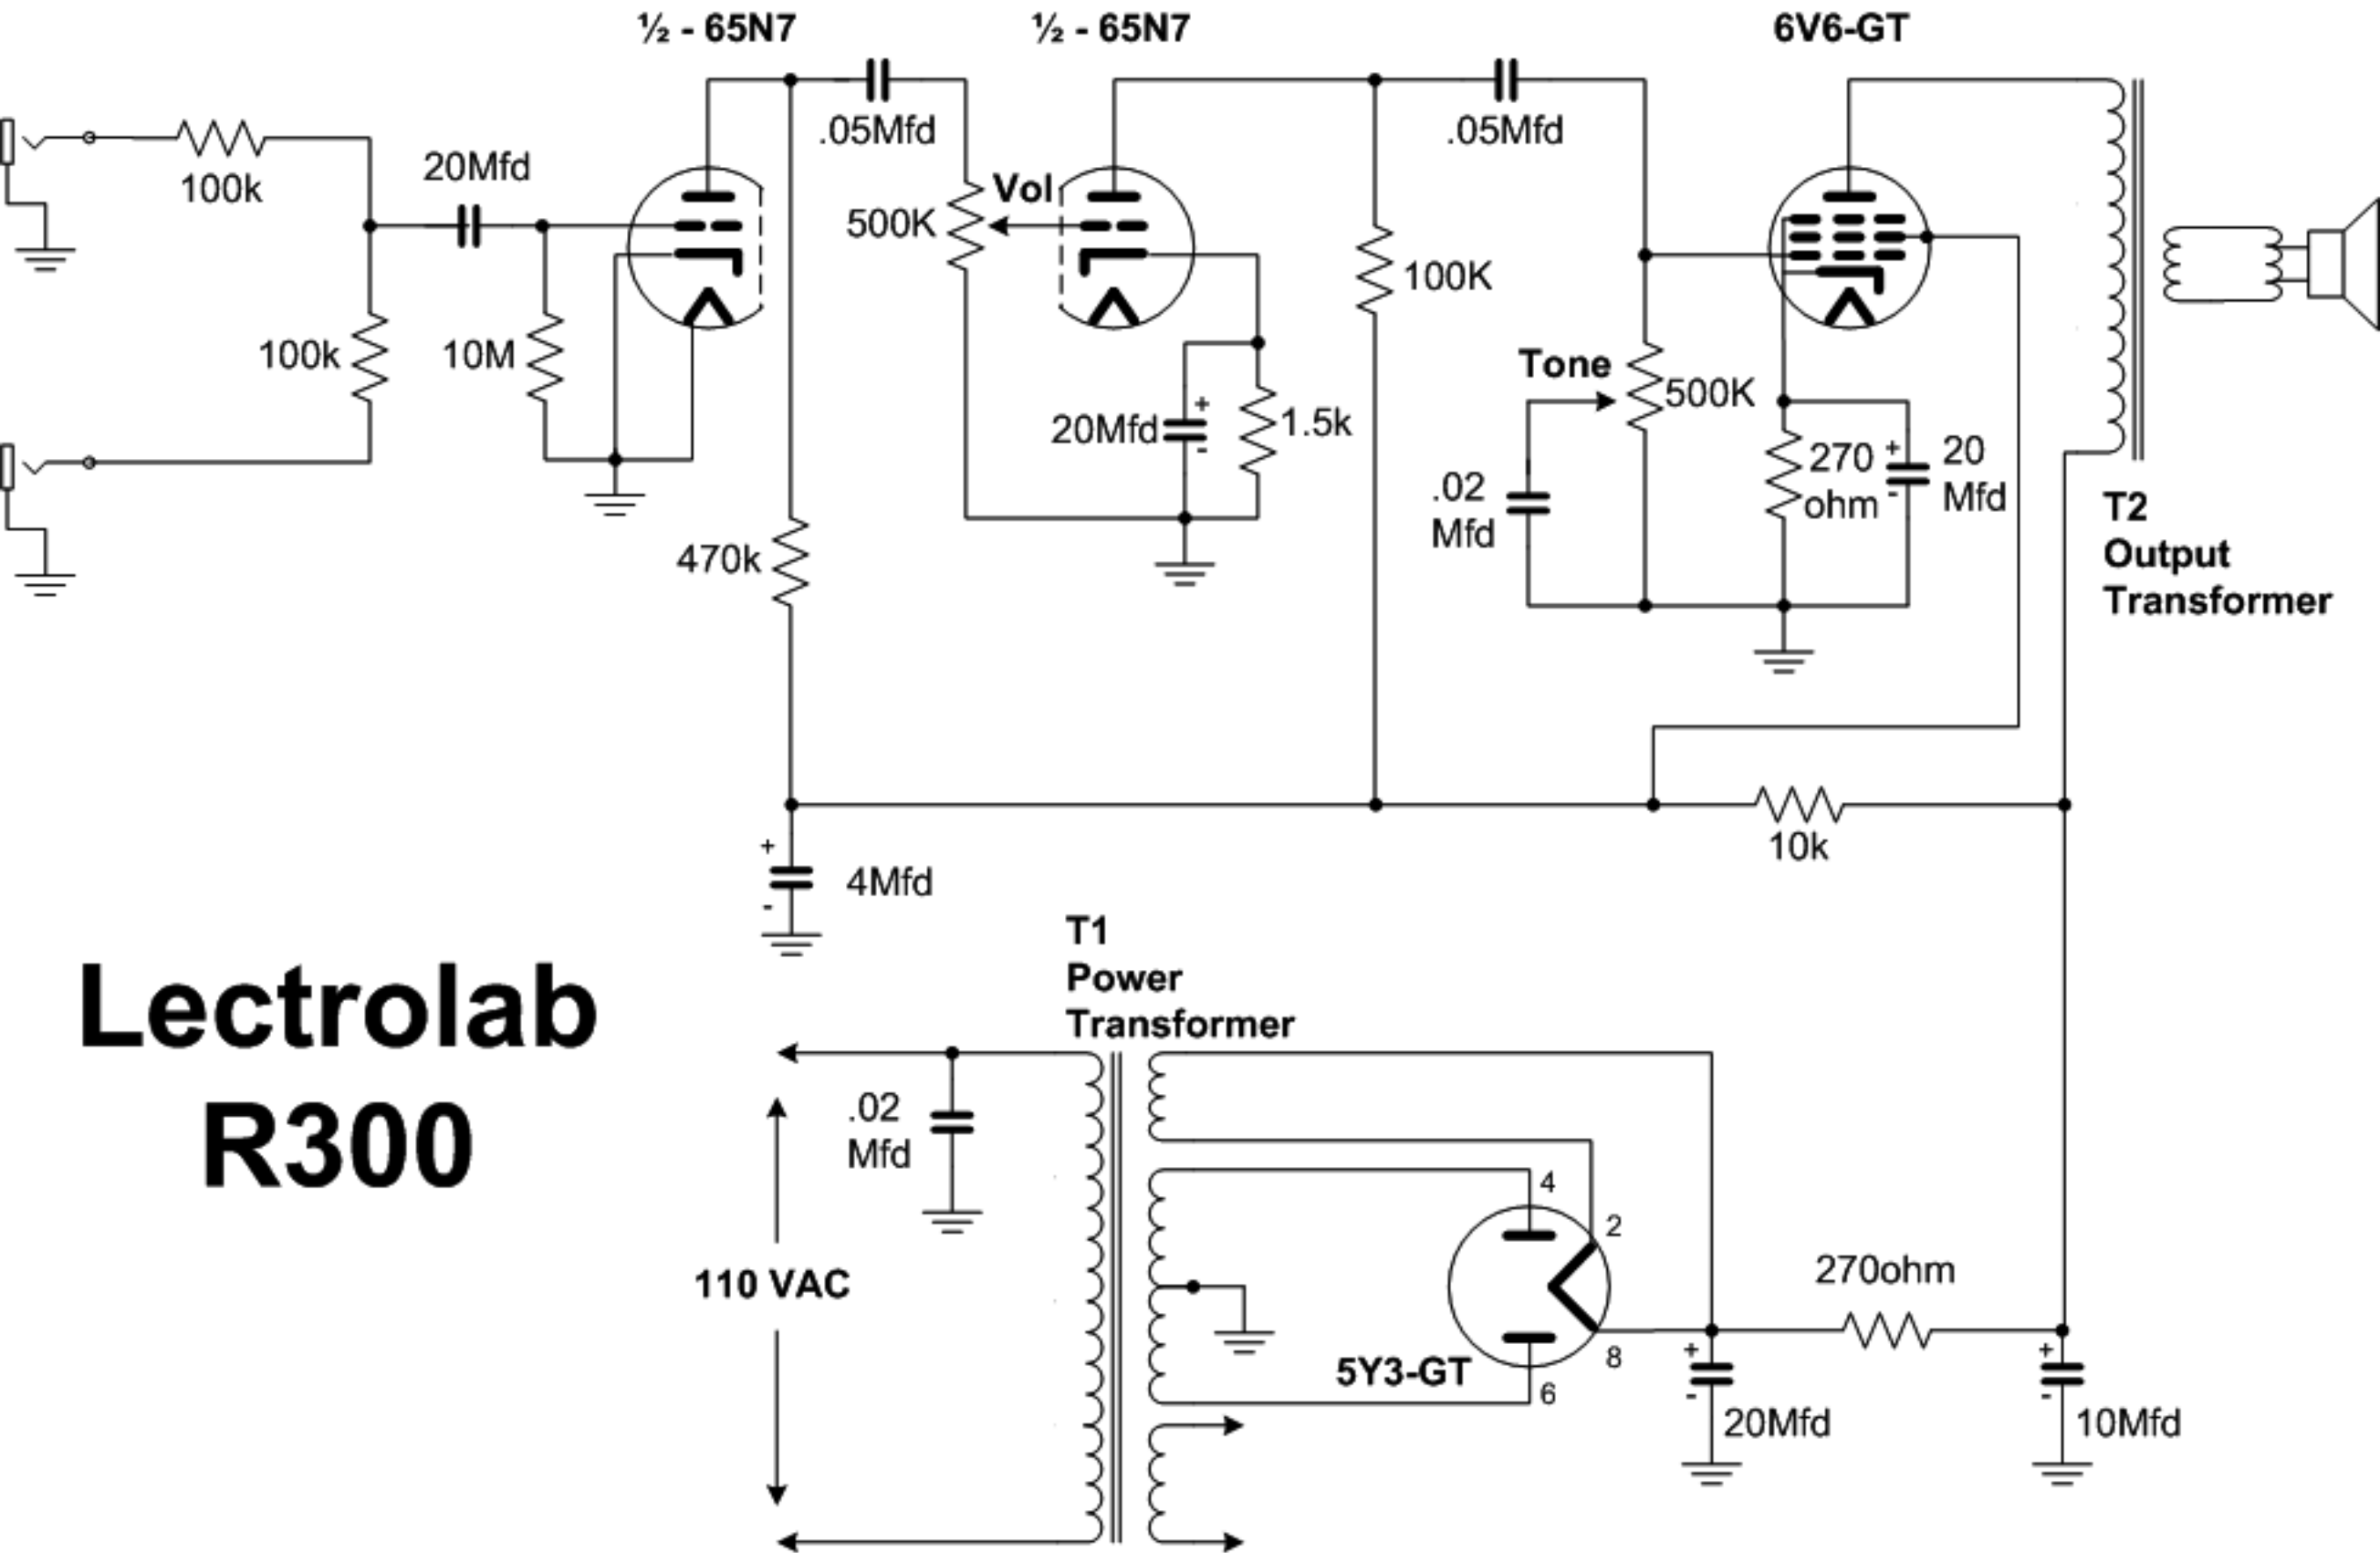 ½ - 65N7
½ - 65N7
6V6-GT
100k
20Mfd
100k
10M
.05Mfd
500K
Vol
470k
20Mfd
+
-
1.5k
.05Mfd
100K
Tone
500K
.02
Mfd
270
ohm
+
-
20
Mfd
T2
Output
Transformer
10k
+
-
4Mfd
Lectrolab
R300
T1
Power
Transformer
.02
Mfd
110 VAC
4
2
8
6
5Y3-GT
270ohm
+
-
20Mfd
+
-
10Mfd